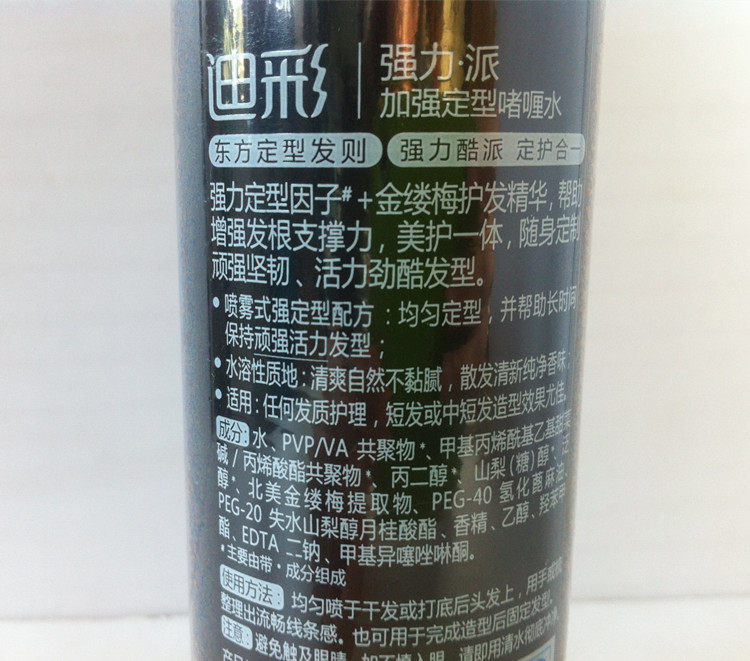 迪彩
强力·派
加强定型啫喱水
东方定型发则 强力酷派 定护合一
强力定型因子#+金缕梅护发精华,帮助
增强发根支撑力,美护一体,随身定制
顽强坚韧、活力劲酷发型。
•喷雾式强定型配方:均匀定型,并帮助长时间
保持顽强活力发型;
•水溶性质地:清爽自然不黏腻,散发清新纯净香味;
•适用:任何发质护理,短发或中短发造型效果尤佳。
成分:水、PVP/VA 共聚物*、甲基丙烯酰基乙基甜菜
碱/丙烯酸酯共聚物*、丙二醇*、山梨(糖)醇*、泛
醇*、北美金缕梅提取物、PEG-40 氢化蓖麻油、
PEG-20 失水山梨醇月桂酸酯、香精、乙醇、羟苯甲
酯、EDTA 二钠、甲基异噻唑啉酮。
*主要由带*成分组成
使用方法:均匀喷于干发或打底后头发上,用手或梳
整理出流畅线条感。也可用于完成造型后固定发型。
注意:避免触及眼睛,如不慎入眼,请即用清水彻底冲